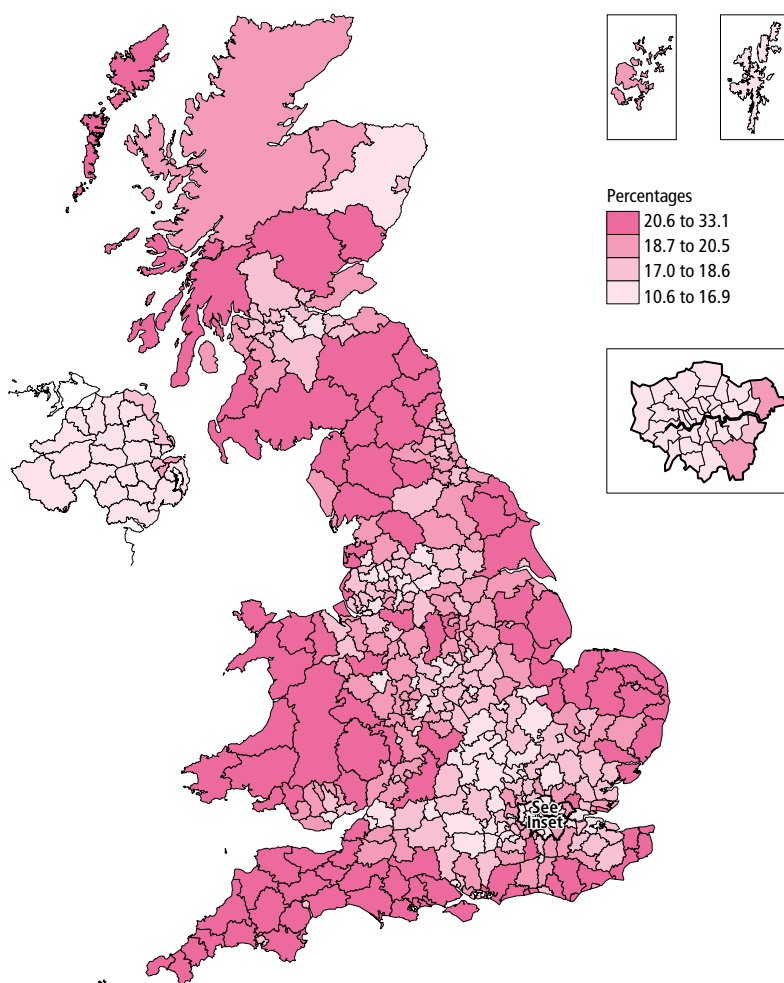 Percentages
20.6 to 33.1
18.7 to 20.5
17.0 to 18.6
10.6 to 16.9
See
Inset